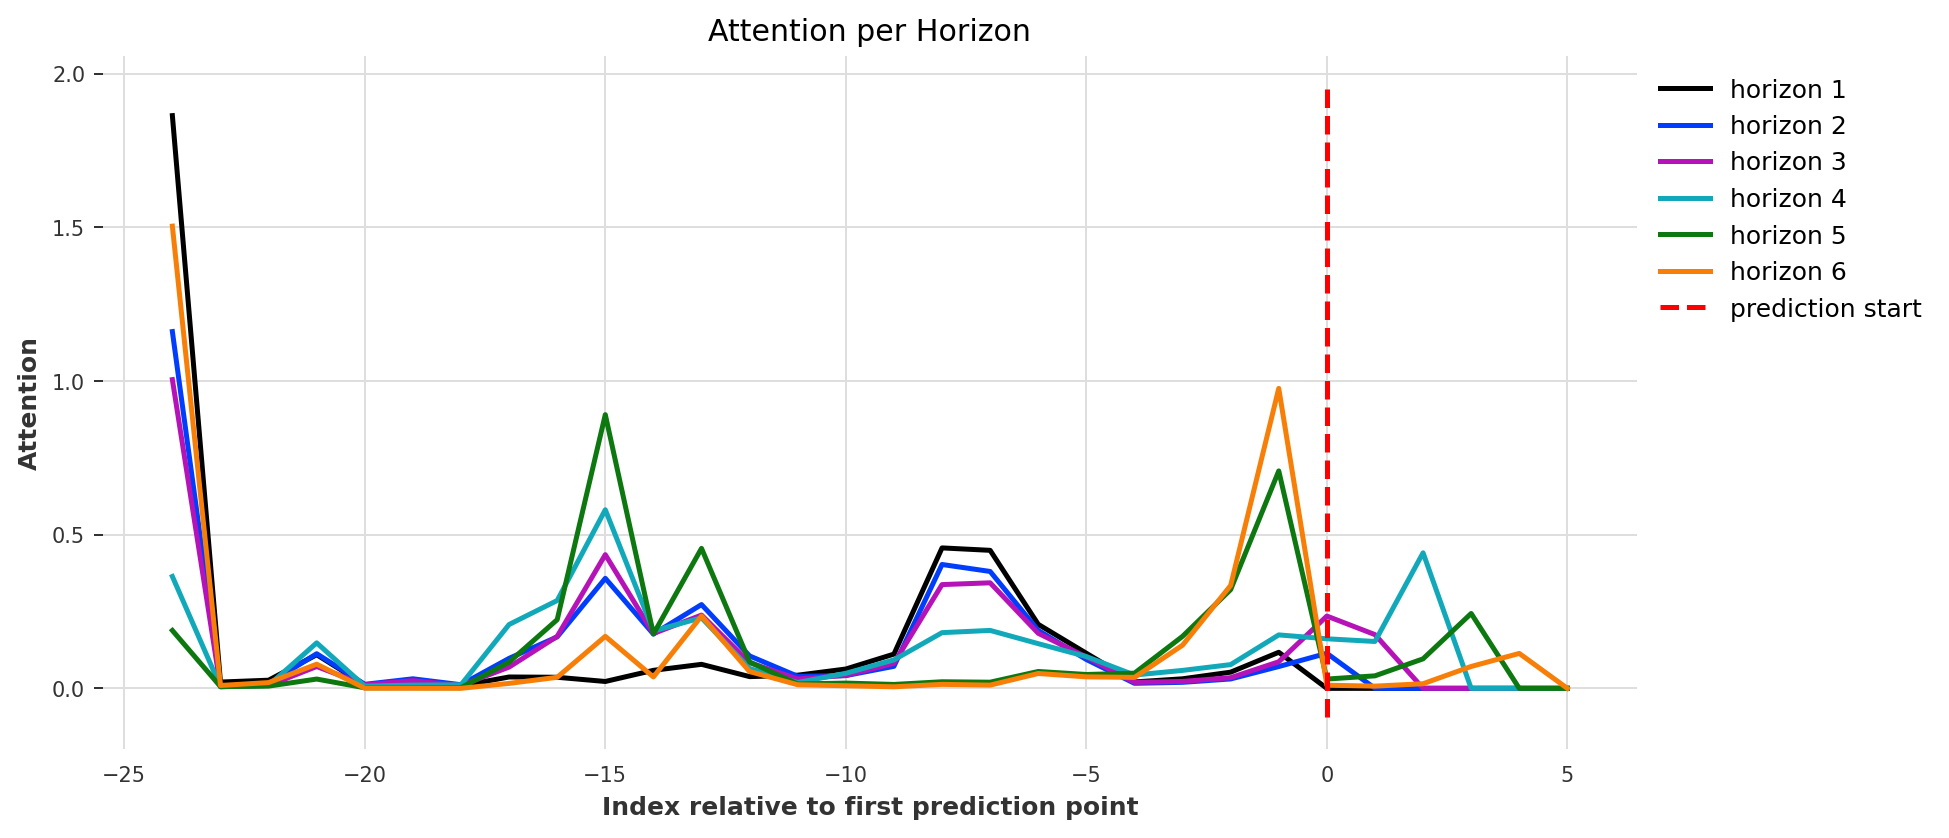 Attention per Horizon
2.0
1.5
1.0
0.5
0.0
Attention
−25
−20
−15
−10
−5
0
5
Index relative to first prediction point
horizon 1
horizon 2
horizon 3
horizon 4
horizon 5
horizon 6
prediction start